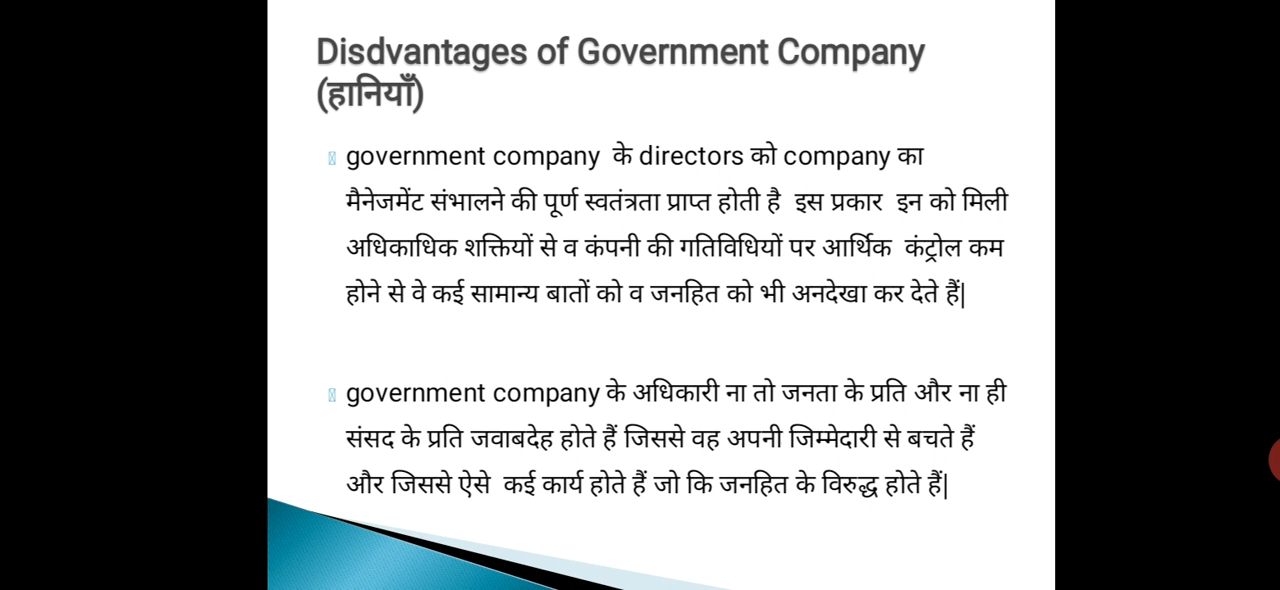 Disdvantages of Government Company
(हानियाँ)
government company के directors को company का
मैनेजमेंट संभालने की पूर्ण स्वतंत्रता प्राप्त होती है इस प्रकार इन को मिली
अधिकाधिक शक्तियों से व कंपनी की गतिविधियों पर आर्थिक कंट्रोल कम
होने से वे कई सामान्य बातों को व जनहित को भी अनदेखा कर देते हैं|
government company के अधिकारी ना तो जनता के प्रति और ना ही
संसद के प्रति जवाबदेह होते हैं जिससे वह अपनी जिम्मेदारी से बचते हैं
और जिससे ऐसे कई कार्य होते हैं जो कि जनहित के विरुद्ध होते हैं|